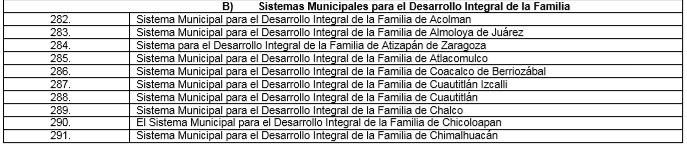 B) Sistemas Municipales para el Desarrollo Integral de la Familia
282. Sistema Municipal para el Desarrollo Integral de la Familia de Acolman
283. Sistema Municipal para el Desarrollo Integral de la Familia de Almoloya de Juárez
284. Sistema para el Desarrollo Integral de la Familia de Atizapán de Zaragoza
285. Sistema Municipal para el Desarrollo Integral de la Familia de Atlacomulco
286. Sistema Municipal para el Desarrollo Integral de la Familia de Coacalco de Berriozábal
287. Sistema Municipal para el Desarrollo Integral de la Familia de Cuautitlán Izcalli
288. Sistema Municipal para el Desarrollo Integral de la Familia de Cuautitlán
289. Sistema Municipal para el Desarrollo Integral de la Familia de Chalco
290. El Sistema Municipal para el Desarrollo Integral de la Familia de Chicoloapan
291. Sistema Municipal para el Desarrollo Integral de la Familia de Chimalhuacán